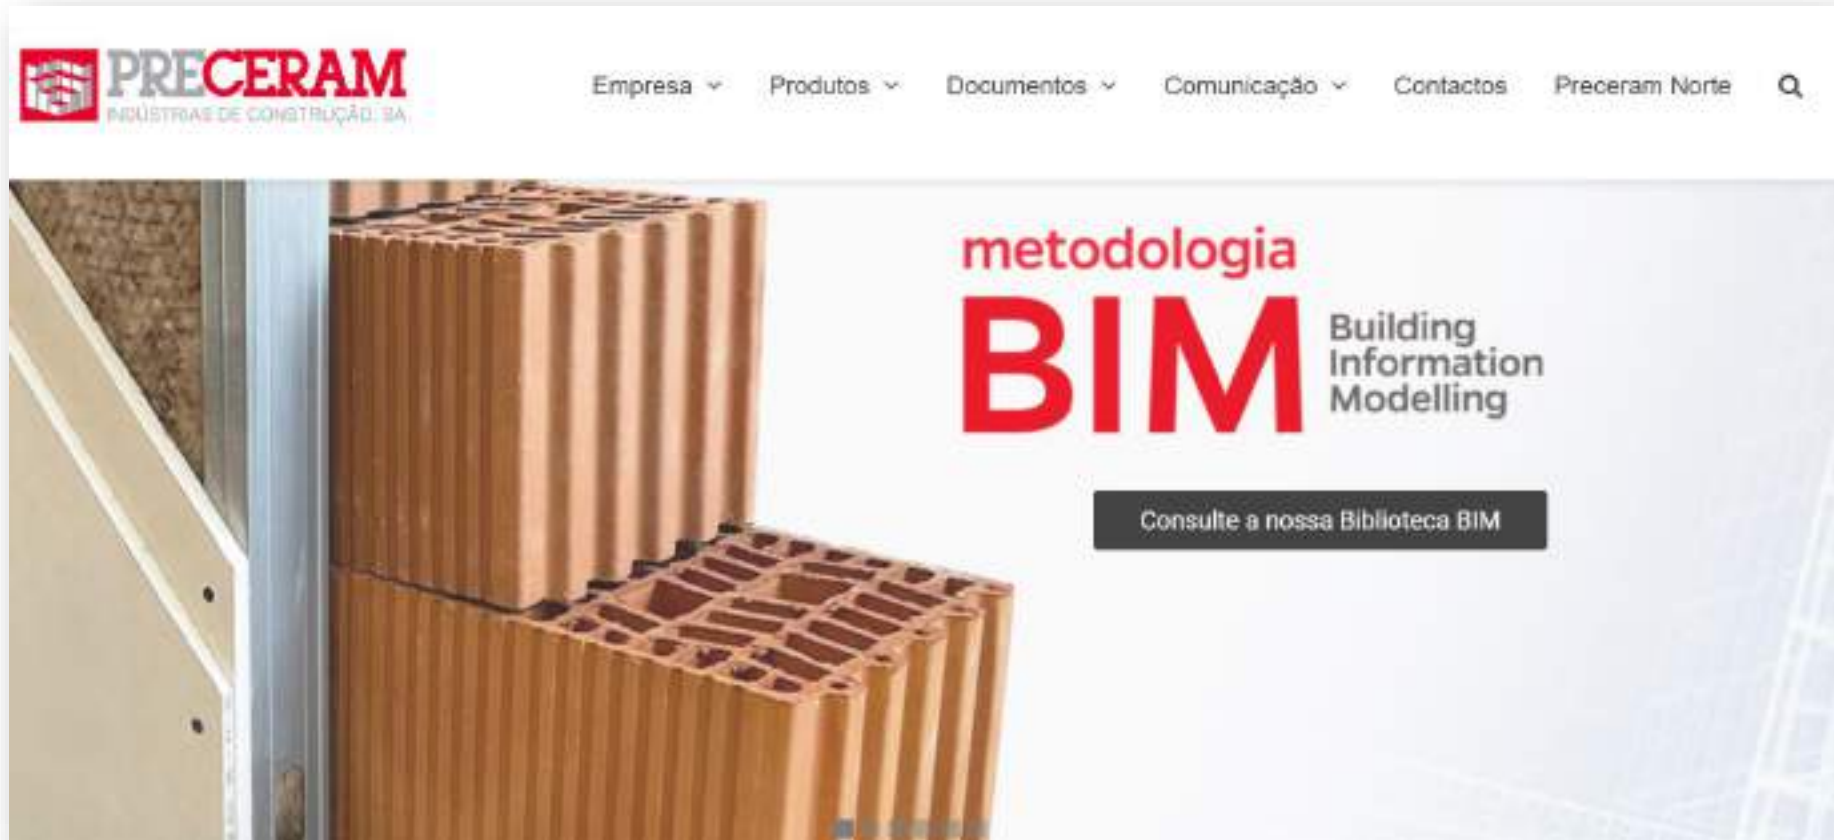 PRECERAM
INDÚSTRIAS DE CONSTRUÇÃO, SA
Empresa
Produtos
Documentos
Comunicação
Contactos
Preceram Norte
metodologia
BIM
Building
Information
Modelling
Consulte a nossa Biblioteca BIM